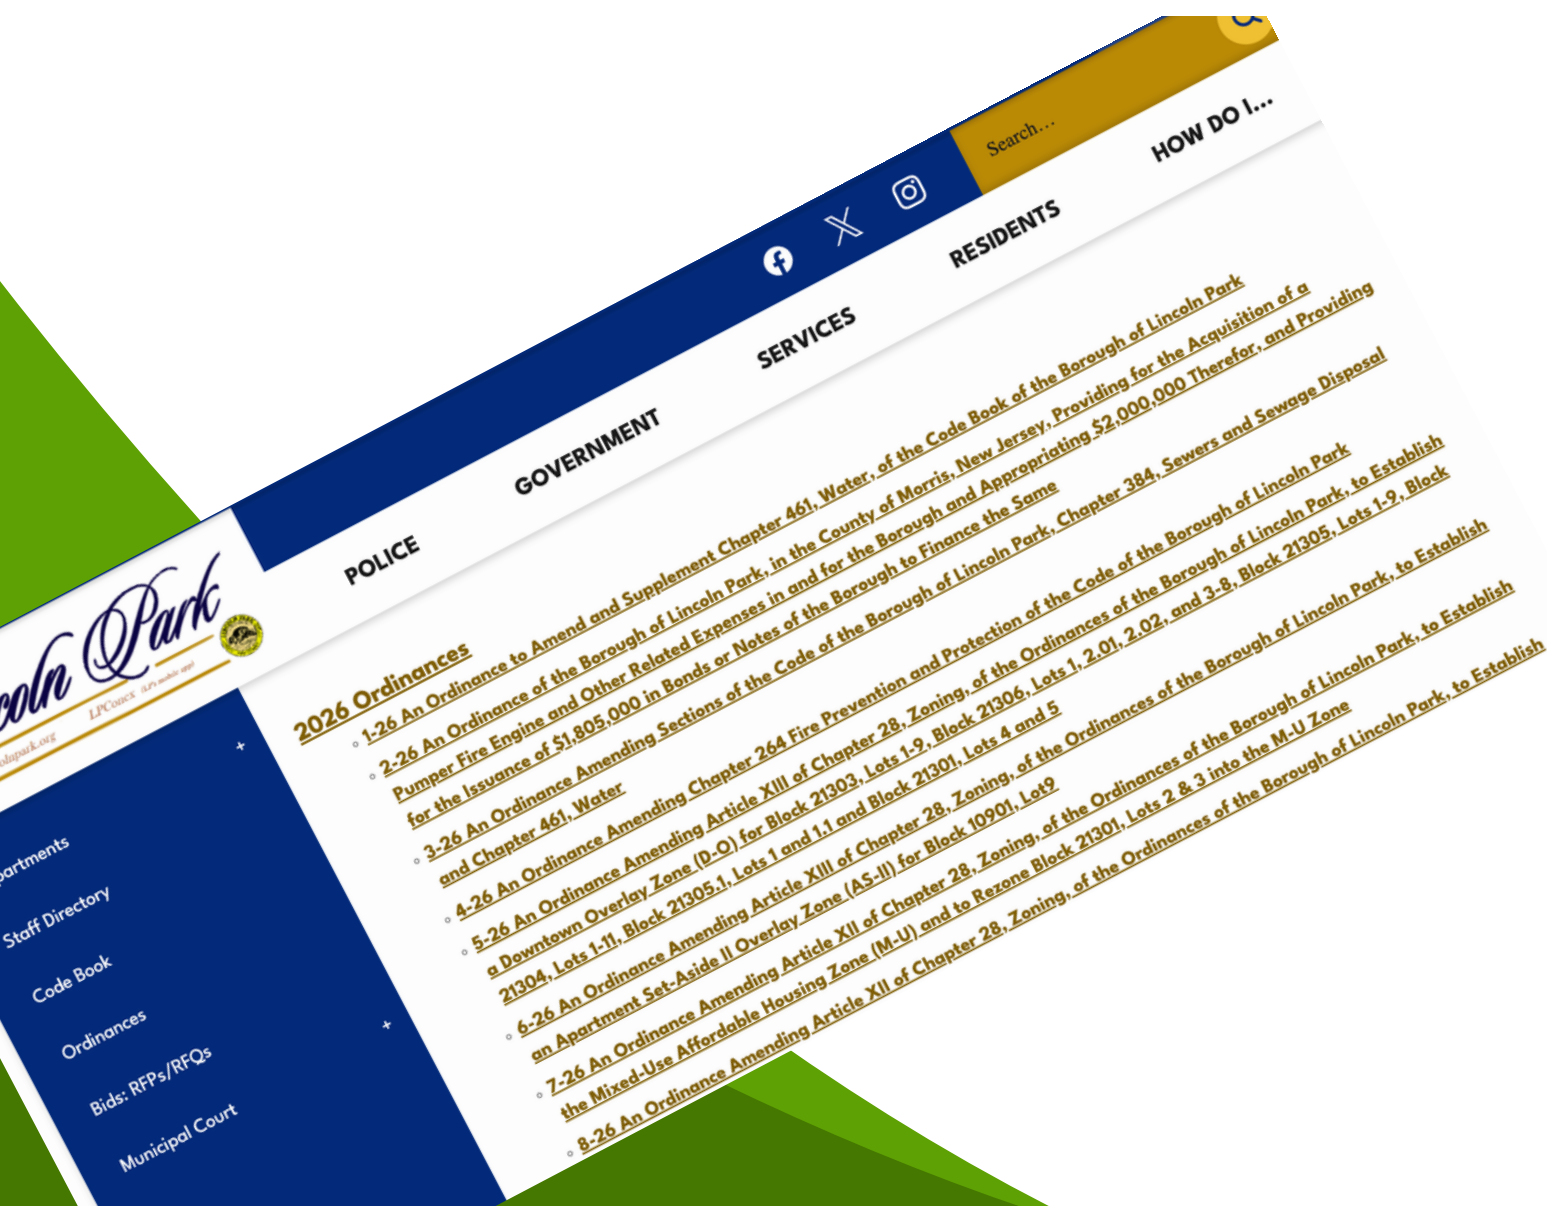 Search...
POLICE
GOVERNMENT
SERVICES
RESIDENTS
HOW DO I...
coln Park
LPConex (LP's mobile app)
partments
Staff Directory
Code Book
Ordinances
Bids: RFPs/RFQs
Municipal Court
2026 Ordinances
1-26 An Ordinance to Amend and Supplement Chapter 461, Water, of the Code Book of the Borough of Lincoln Park
2-26 An Ordinance of the Borough of Lincoln Park, in the County of Morris, New Jersey, Providing for the Acquisition of a
Pumper Fire Engine and Other Related Expenses in and for the Borough and Appropriating $2,000,000 Therefor, and Providing
for the Issuance of $1,805,000 in Bonds or Notes of the Borough to Finance the Same
3-26 An Ordinance Amending Sections of the Code of the Borough of Lincoln Park, Chapter 384, Sewers and Sewage Disposal
and Chapter 461, Water
4-26 An Ordinance Amending Chapter 264 Fire Prevention and Protection of the Code of the Borough of Lincoln Park
5-26 An Ordinance Amending Article XIII of Chapter 28, Zoning, of the Ordinances of the Borough of Lincoln Park, to Establish
a Downtown Overlay Zone (D-O) for Block 21303, Lots 1-9, Block 21306, Lots 1, 2.01, 2.02, and 3-8, Block 21305, Lots 1-9, Block
21304, Lots 1-11, Block 21305.1, Lots 1 and 1.1 and Block 21301, Lots 4 and 5
6-26 An Ordinance Amending Article XIII of Chapter 28, Zoning, of the Ordinances of the Borough of Lincoln Park, to Establish
an Apartment Set-Aside II Overlay Zone (AS-II) for Block 10901, Lot9
7-26 An Ordinance Amending Article XII of Chapter 28, Zoning, of the Ordinances of the Borough of Lincoln Park, to Establish
the Mixed-Use Affordable Housing Zone (M-U) and to Rezone Block 21301, Lots 2 & 3 into the M-U Zone
8-26 An Ordinance Amending Article XII of Chapter 28, Zoning, of the Ordinances of the Borough of Lincoln Park, to Establish